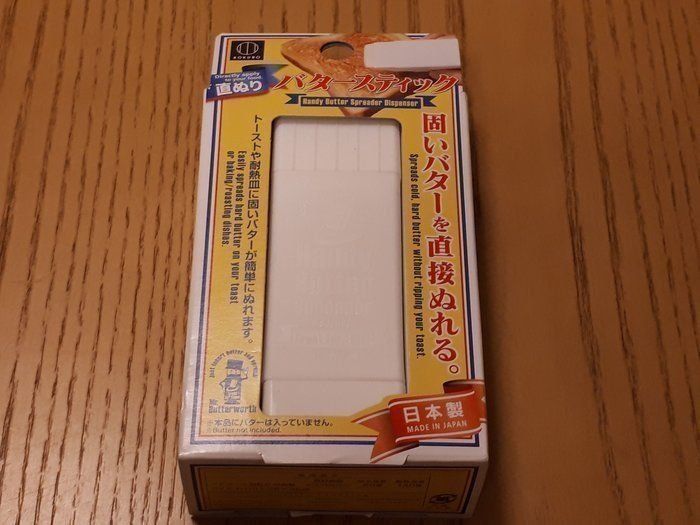 KOKUBO
Directly apply
to your food.
直ぬり
バタースティック
Handy Butter Spreader Dispenser
固いバターを直接ぬれる。
Spreads cold, hard butter without ripping your toast.
トーストや耐熱皿に固いバターが簡単にぬれます。
Easily spreads hard butter on your toast
or baking/roasting dishes.
Mr.
Butterworth
※本品にバターは入っていません。
※Butter not included.
日本製
MADE IN JAPAN